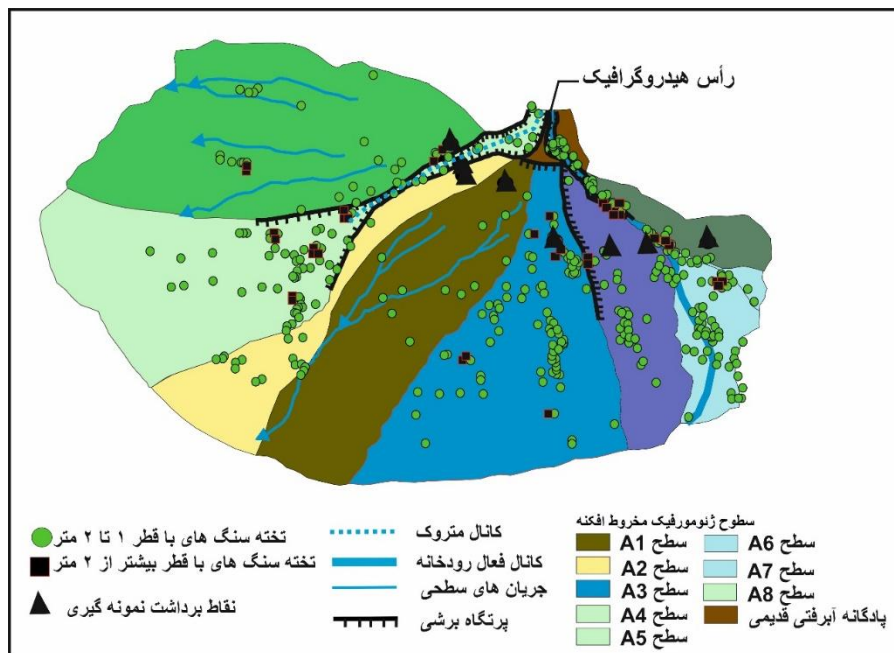 رأس هیدروگرافیک
تخته سنگ های با قطر ۱ تا ۲ متر
تخته سنگ های با قطر بیشتر از ۲ متر
نقاط برداشت نمونه گیری
کانال متروک
کانال فعال رودخانه
جریان های سطحی
پرتگاه برشی
سطوح ژئومورفیک مخروط افکنه
سطح A1
سطح A2
سطح A3
سطح A4
سطح A5
سطح A6
سطح A7
سطح A8
پادگانه آبرفتی قدیمی